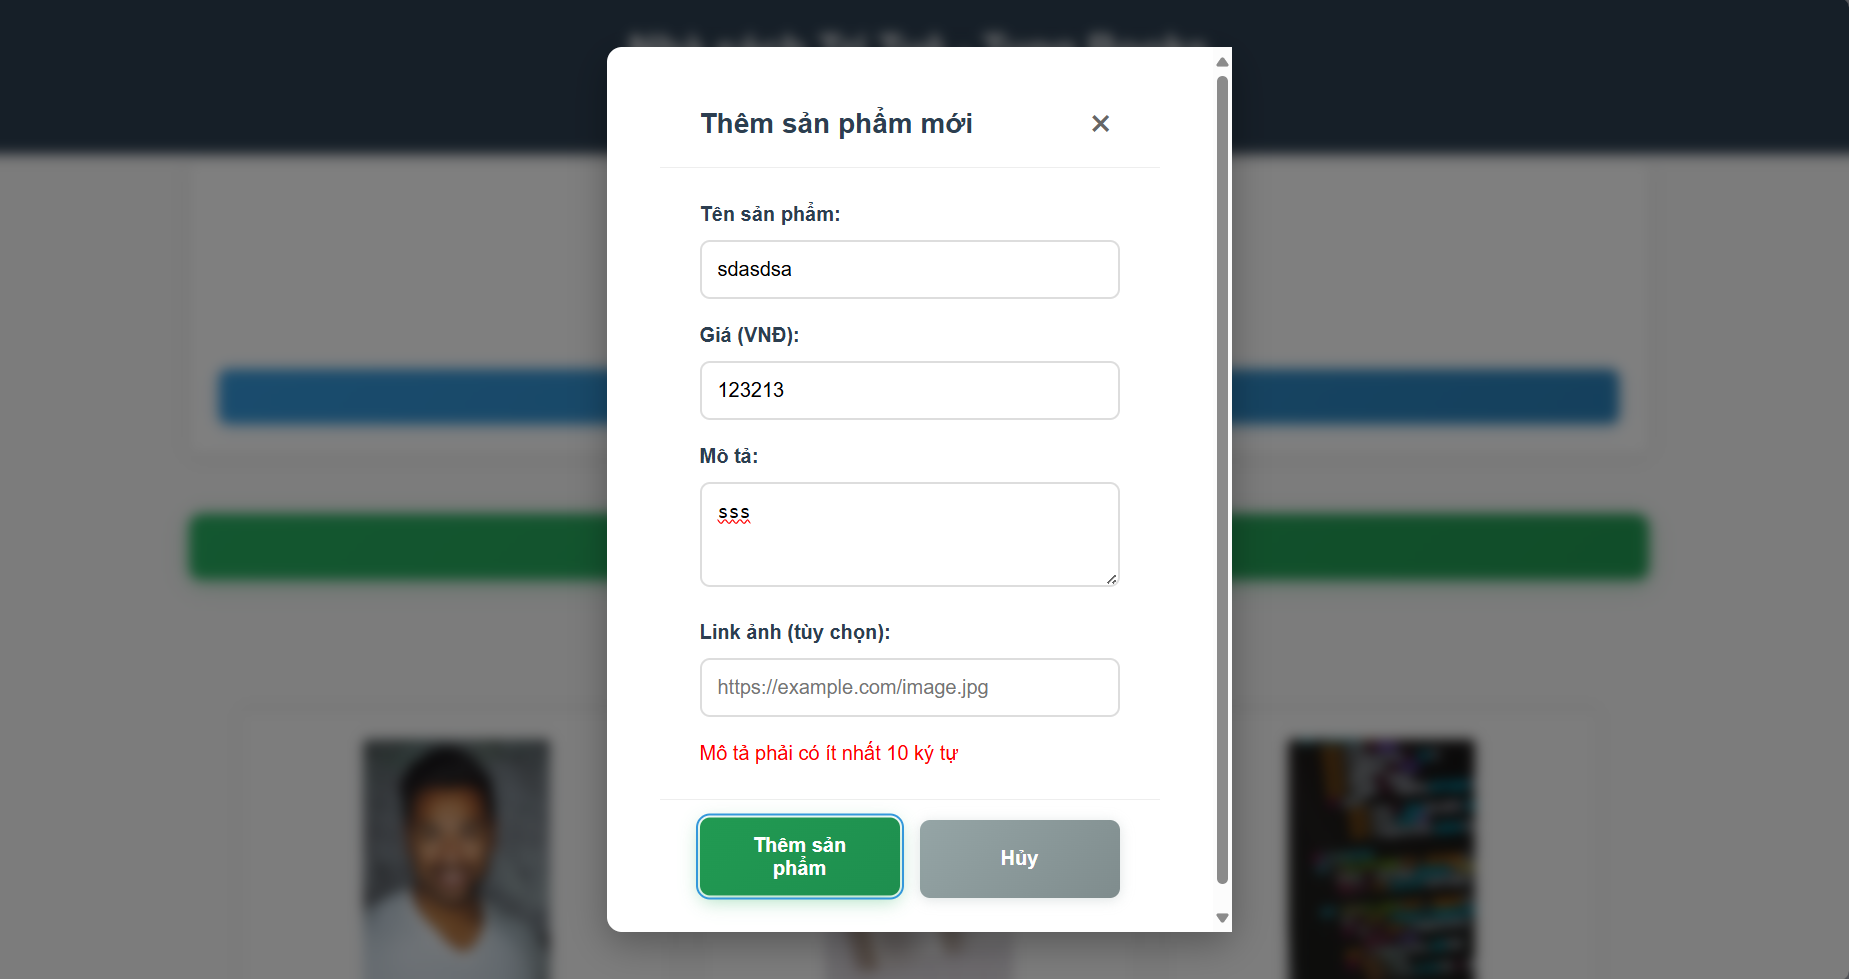 Thêm sản phẩm mới
Tên sản phẩm:
sdasdsa
Giá (VNĐ):
123213
Mô tả:
sss
Link ảnh (tùy chọn):
https://example.com/image.jpg
Mô tả phải có ít nhất 10 ký tự
Thêm sản
phẩm
Hủy